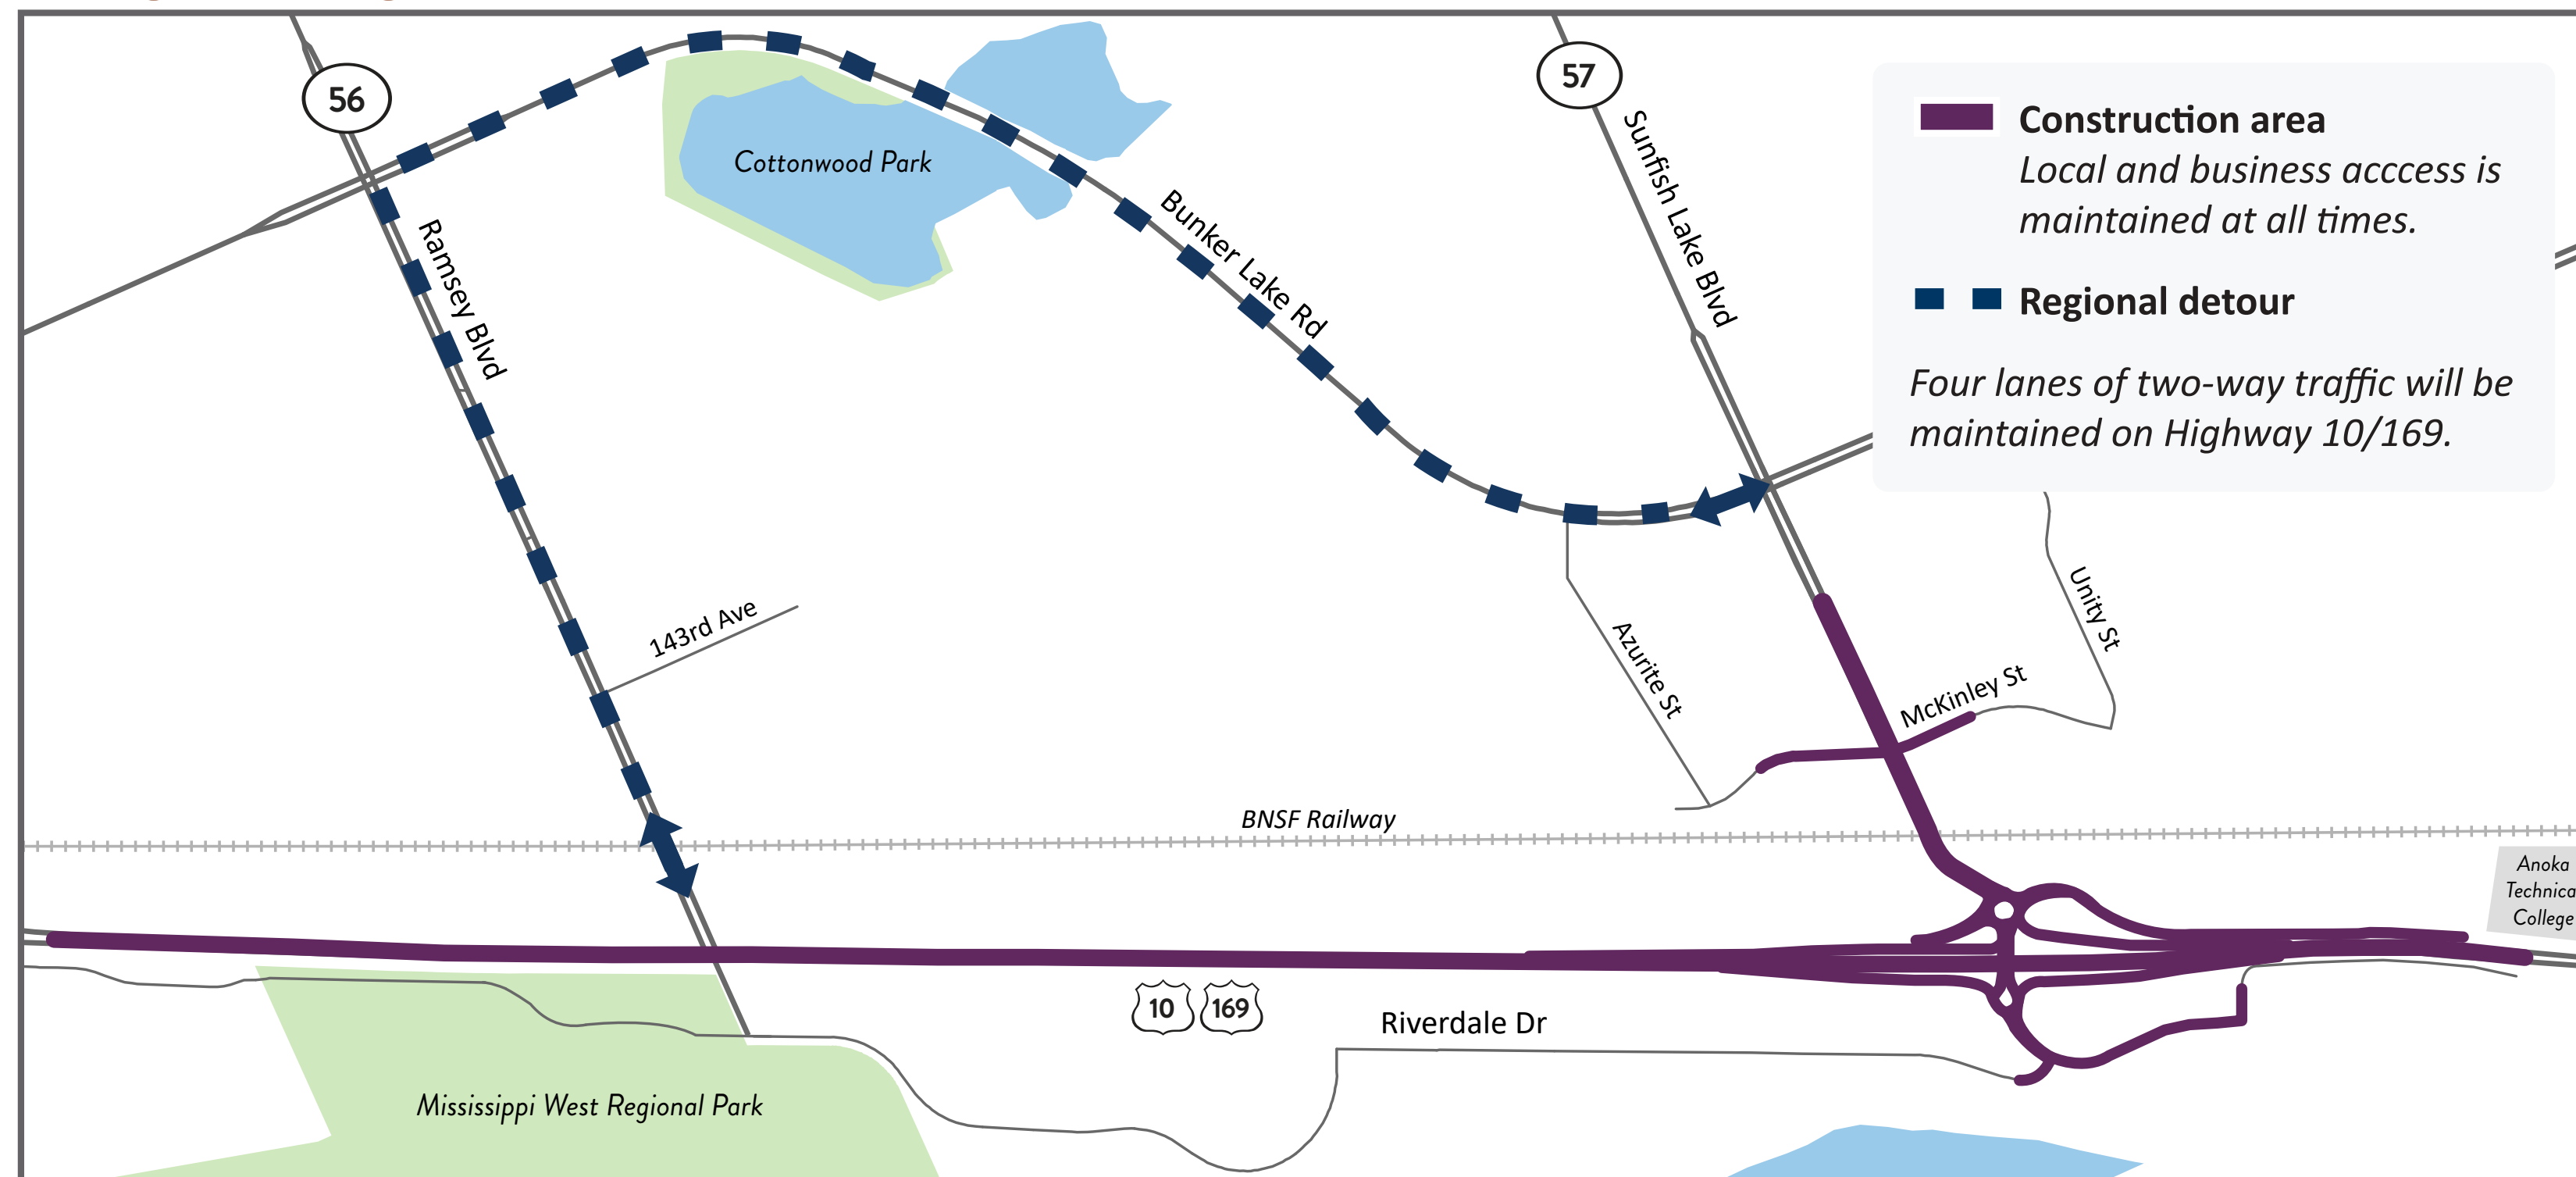 56
57
Construction area
Local and business acccess is
maintained at all times.
Regional detour
Four lanes of two-way traffic will be
maintained on Highway 10/169.
Cottonwood Park
Sunfish Lake Blvd
Ramsey Blvd
Bunker Lake Rd
143rd Ave
Azurite St
Unity St
McKinley St
BNSF Railway
Anoka
Technica
College
10
169
Riverdale Dr
Mississippi West Regional Park